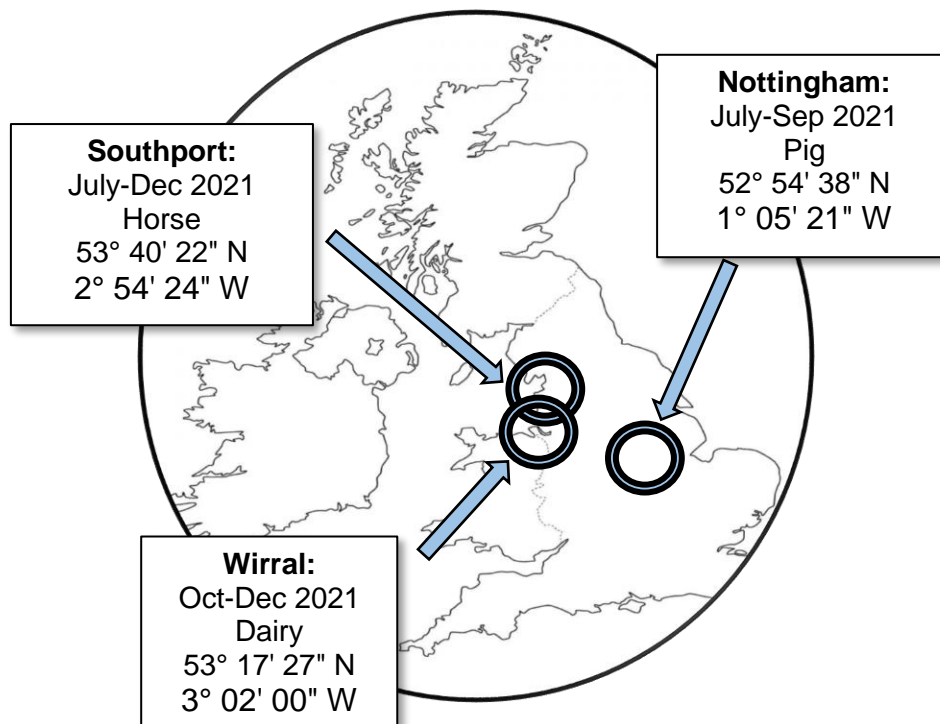 Nottingham:
July-Sep 2021
Pig
52° 54' 38" N
1° 05' 21" W
Southport:
July-Dec 2021
Horse
53° 40' 22" N
2° 54' 24" W
Wirral:
Oct-Dec 2021
Dairy
53° 17' 27" N
3° 02' 00" W